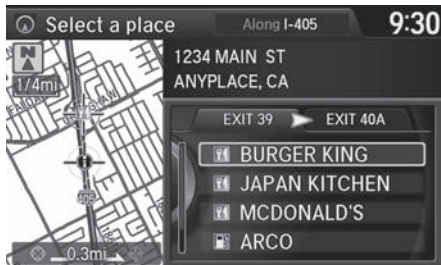 Select a place
Along I-405
9:30
N
1/4mi
1234 MAIN ST
ANYPLACE, CA
EXIT 39
EXIT 40A
BURGER KING
JAPAN KITCHEN
MCDONALD'S
ARCO
405
0.3mi